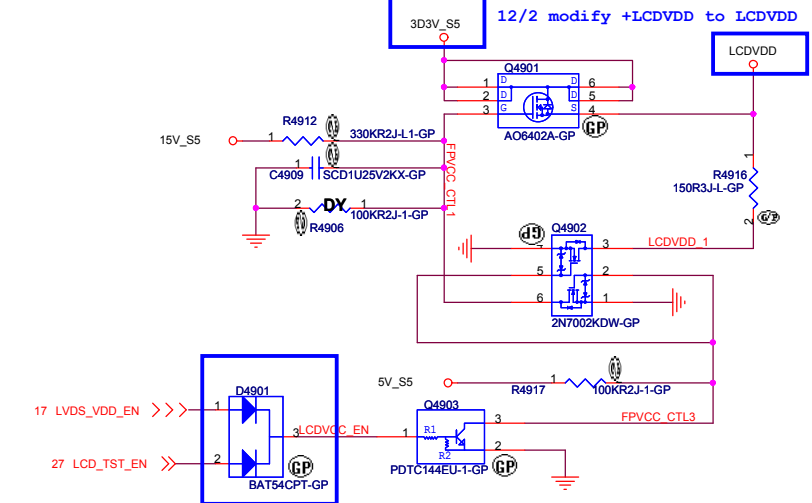 12/2 modify +LCDVDD to LCDVDD
3D3V_S5
LCDVDD
Q4901
1 D D 6
2 D D 5
3 G S 4
AO6402A-GP
GP
15V_S5
1
R4912
330KR2J-L1-GP
C4909
1
SCD1U25V2KX-GP
2
DY
1
100KR2J-1-GP
R4906
FPVCC_CTL1
1
R4916
150R3J-L-GP
2
GP
GP
Q4902
3
LCDVDD_1
5
2
6
1
2N7002KDW-GP
5V_S5
1
R4917
100KR2J-1-GP
D4901
17 LVDS_VDD_EN
1
3
LCDVCC_EN
27 LCD_TST_EN
2
GP
BAT54CPT-GP
Q4903
1
R1
R2
3
FPVCC_CTL3
2
PDTC144EU-1-GP
GP